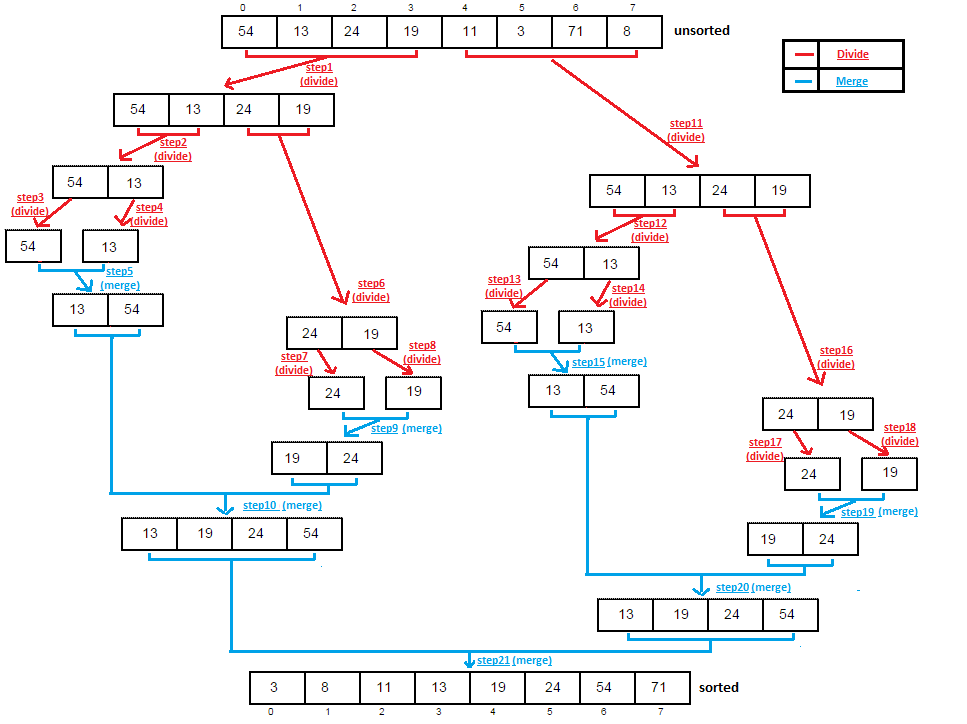 0 1 2 3 4 5 6 7
54 13 24 19 11 3 71 8 unsorted
Divide
Merge
step1
(divide)
54 13 24 19
step2
(divide)
54 13
step3
(divide)
step4
(divide)
54 13
step5
(merge)
13 54
step6
(divide)
24 19
step7
(divide)
step8
(divide)
24 19
step9 (merge)
19 24
step10 (merge)
13 19 24 54
step11
(divide)
54 13 24 19
step12
(divide)
54 13
step13
(divide)
step14
(divide)
54 13
step15 (merge)
13 54
step16
(divide)
24 19
step17
(divide)
step18
(divide)
24 19
step19 (merge)
19 24
step20 (merge)
13 19 24 54
step21 (merge)
3 8 11 13 19 24 54 71 sorted
0 1 2 3 4 5 6 7